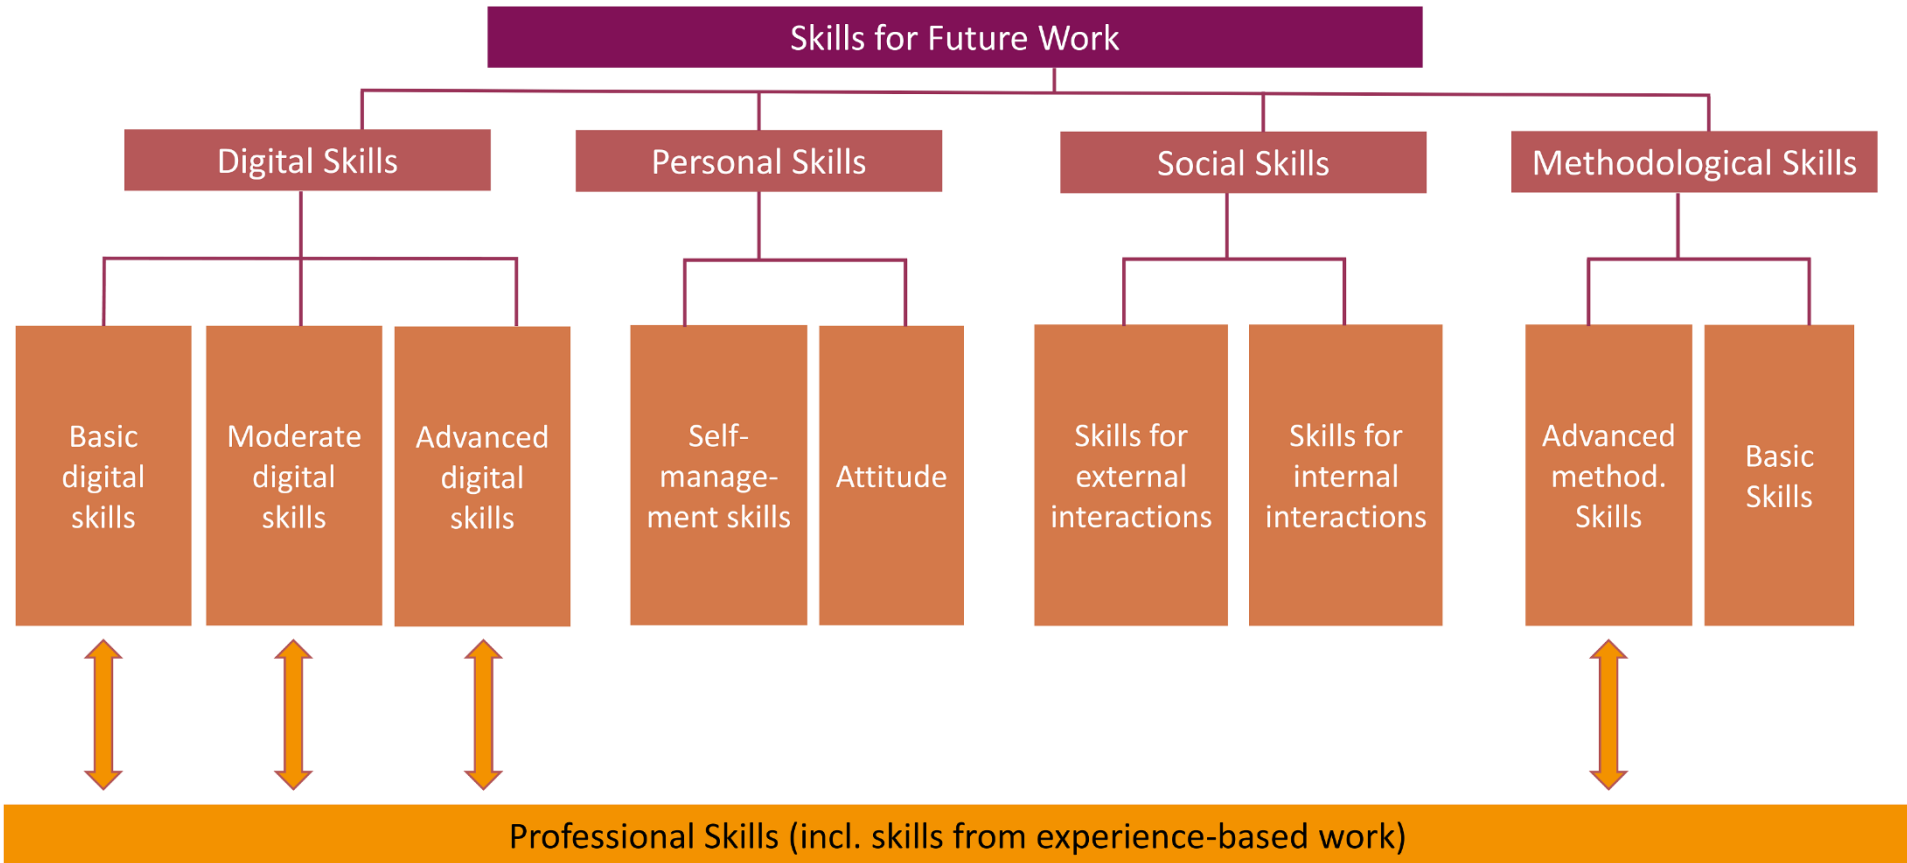 Skills for Future Work
Digital Skills
Personal Skills
Social Skills
Methodological Skills
Basic
digital
skills
Moderate
digital
skills
Advanced
digital
skills
Self-
manage-
ment skills
Attitude
Skills for
external
interactions
Skills for
internal
interactions
Advanced
method.
Skills
Basic
Skills
Professional Skills (incl. skills from experience-based work)